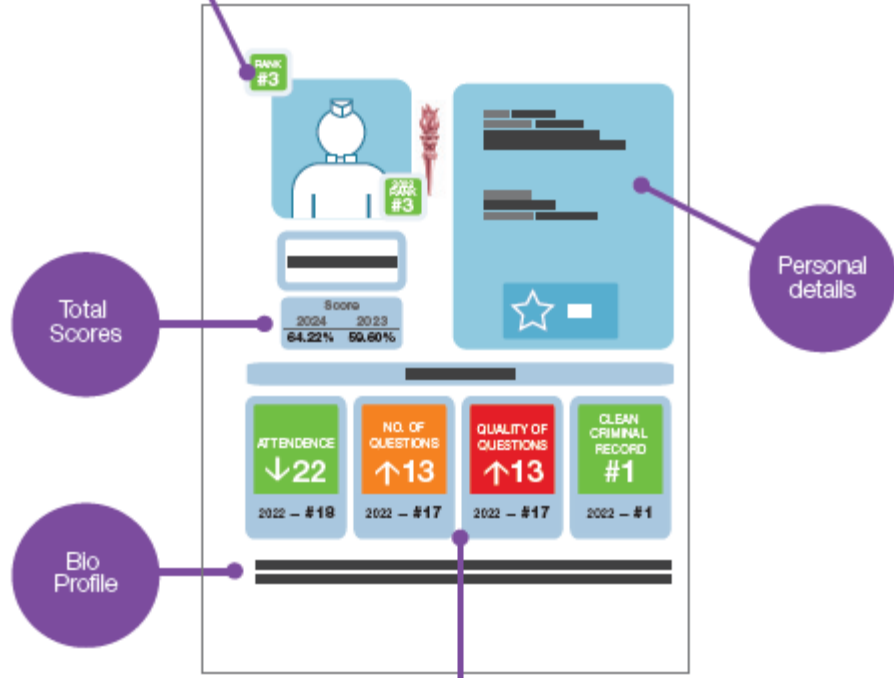 RANK
#3
RANK
#3
Personal
details
Total
Scores
Score
2024 2023
64.22% 59.60%
ATTENDENCE
↓22
NO. OF
QUESTIONS
↑13
QUALITY OF
QUESTIONS
↑13
CLEAN
CRIMINAL
RECORD
#1
2022 – #18
2022 – #17
2022 – #17
2022 – #1
Bio
Profile